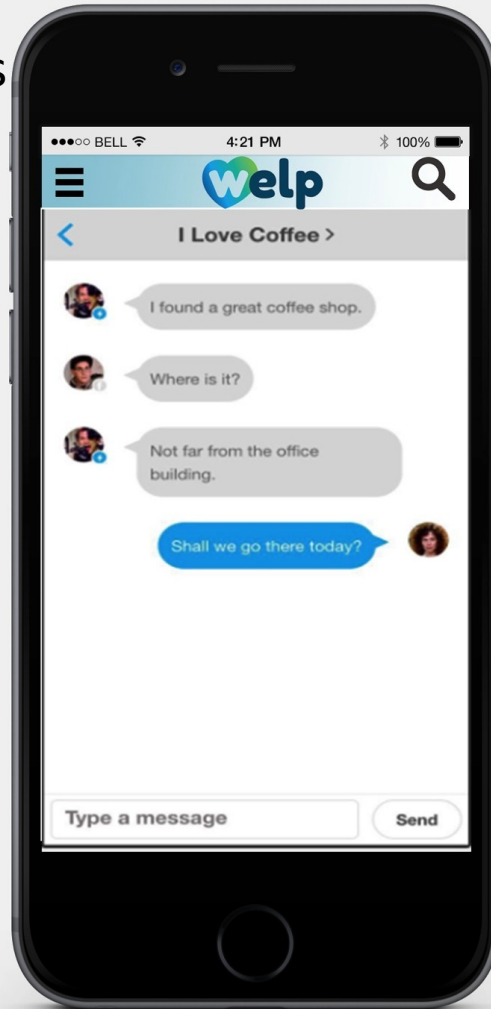 s
BELL 4:21 PM 100%
welp
I Love Coffee >
I found a great coffee shop.
Where is it?
Not far from the office
building.
Shall we go there today?
Type a message Send